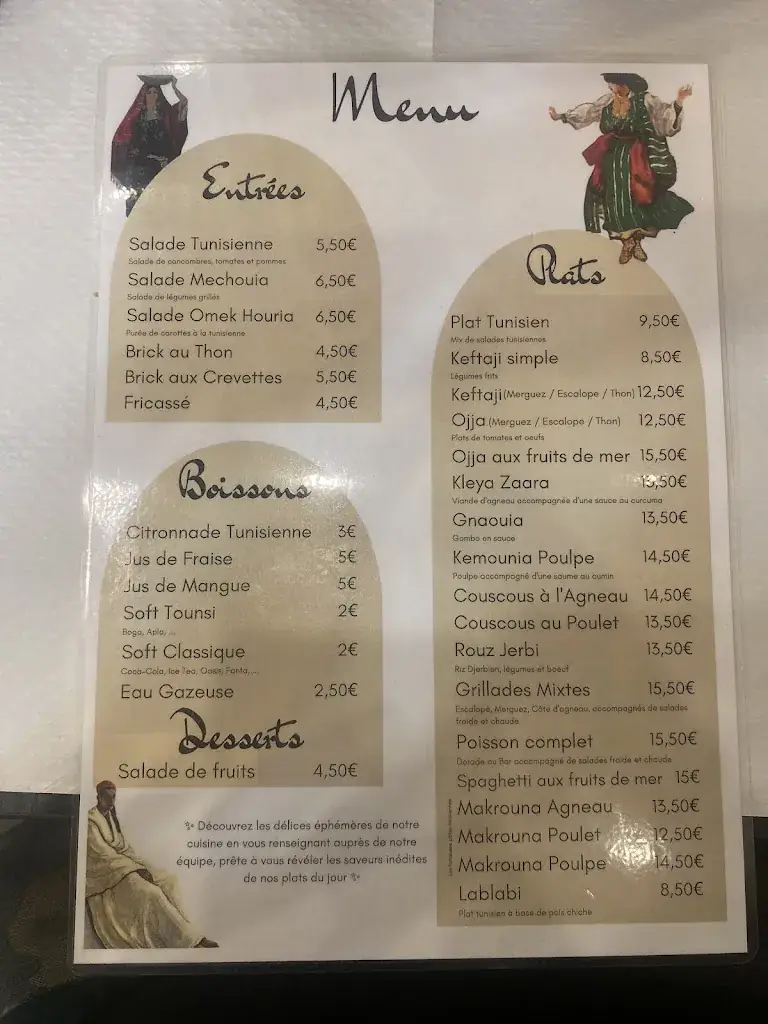 Menu
Entrées
Salade Tunisienne 5,50€
Salade de concombres, tomates et pommes
Salade Mechouia 6,50€
Salade de légumes grillés
Salade Omek Houria 6,50€
Purée de carottes à la tunisienne
Brick au Thon 4,50€
Brick aux Crevettes 5,50€
Fricassé 4,50€
Boissons
Citronnade Tunisienne 3€
Jus de Fraise 5€
Jus de Mangue 5€
Soft Tounsi 2€
Boga, Apla, ...
Soft Classique 2€
Coca-Cola, Ice Tea, Oasis, Fanta, ...
Eau Gazeuse 2,50€
Desserts
Salade de fruits 4,50€
✨ Découvrez les délices éphémères de notre
cuisine en vous renseignant auprès de notre
équipe, prête à vous révéler les saveurs inédites
de nos plats du jour ✨
Plats
Plat Tunisien 9,50€
Mix de salades tunisiennes
Keftaji simple 8,50€
Légumes frits
Keftaji (Merguez / Escalope / Thon) 12,50€
Ojja (Merguez / Escalope / Thon) 12,50€
Plats de tomates et oeufs
Ojja aux fruits de mer 15,50€
Kleya Zaara
Viande d'agneau accompagnée d'une sauce au curcuma
Gnaouia 13,50€
Gombo en sauce
Kemounia Poulpe 14,50€
Poulpe accompagné d'une saume au cumin
Couscous à l'Agneau 14,50€
Couscous au Poulet 13,50€
Rouz Jerbi 13,50€
Riz Djerbien, légumes et boeuf
Grillades Mixtes 15,50€
Escalope, Merguez, Côte d'agneau, accompagnés de salades
froide et chaude
Poisson complet 15,50€
Dorade ou Bar accompagné de salades froide et chaude
Spaghetti aux fruits de mer 15€
Makrouna Agneau 13,50€
Makrouna Poulet 12,50€
Makrouna Poulpe 14,50€
Lablabi 8,50€
Plat tunisien à base de pois chiche